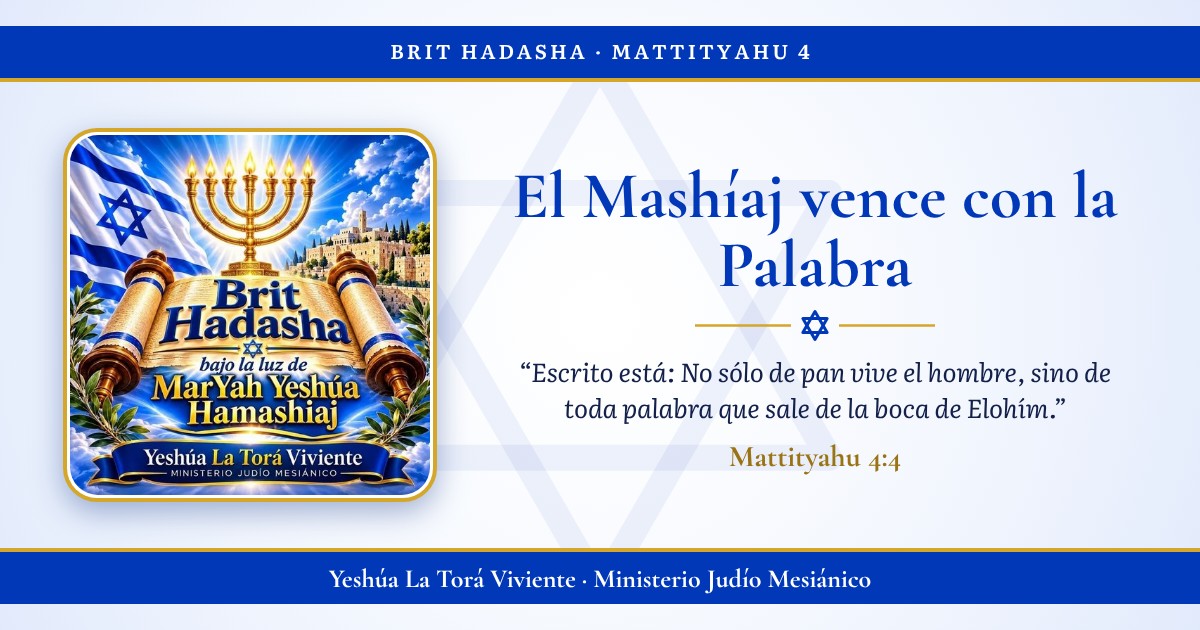 BRIT HADASHA · MATTITYAHU 4
Brit
Hadasha
bajo la luz de
MarYah Yeshúa
Hamashiaj
Yeshúa La Torá Viviente
MINISTERIO JUDÍO MESIÁNICO
El Mashíaj vence con la
Palabra
“Escrito está: No sólo de pan vive el hombre, sino de
toda palabra que sale de la boca de Elohím.”
Mattityahu 4:4
Yeshúa La Torá Viviente · Ministerio Judío Mesiánico